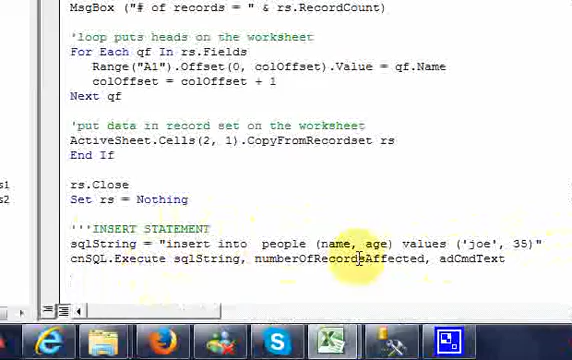 MsgBox ("# of records = " & rs.RecordCount)
'loop puts heads on the worksheet
For Each qf In rs.Fields
Range("A1").Offset(0, colOffset).Value = qf.Name
colOffset = colOffset + 1
Next qf
'put data in record set on the worksheet
ActiveSheet.Cells(2, 1).CopyFromRecordset rs
End If
s1
rs.Close
s2
Set rs = Nothing
'''INSERT STATEMENT
sqlString = "insert into  people (name, age) values ('joe', 35)"
cnSQL.Execute sqlString, numberOfRecordsAffected, adCmdText